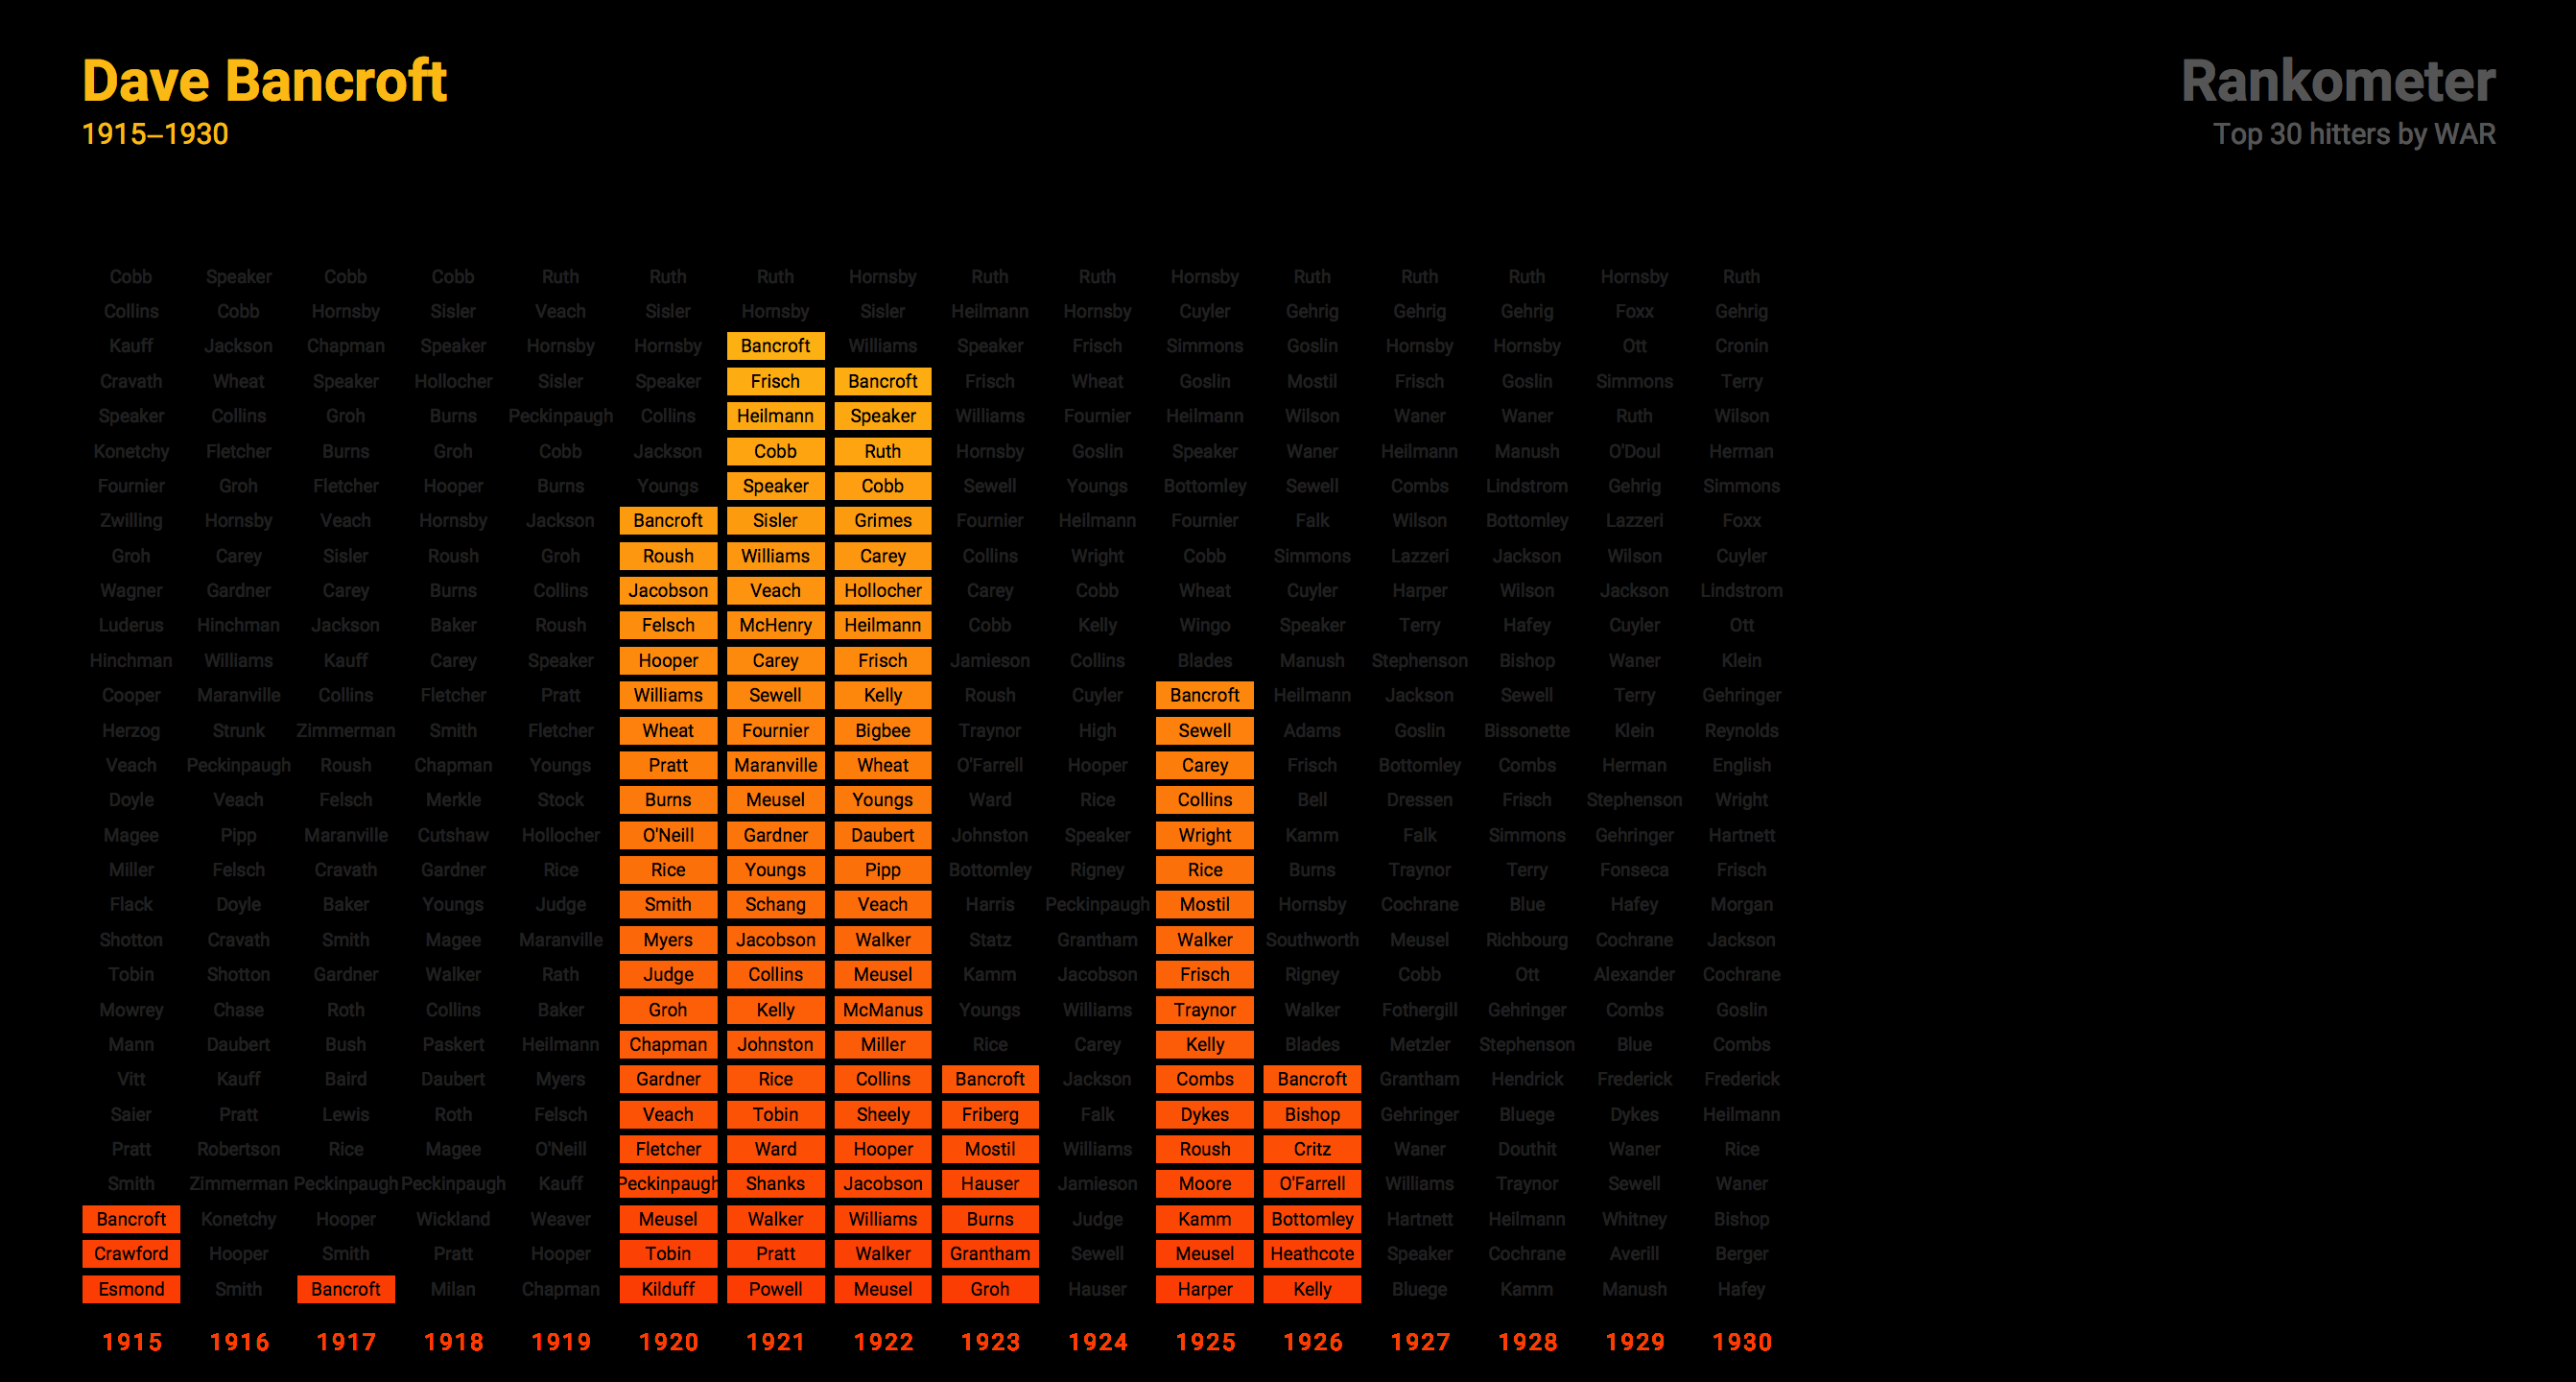 Dave Bancroft
1915–1930
Rankometer
Top 30 hitters by WAR
Cobb Speaker Cobb Cobb Ruth Ruth Ruth Hornsby Ruth Ruth Hornsby Ruth Ruth Ruth Hornsby Ruth
Collins Cobb Hornsby Sisler Veach Sisler Hornsby Sisler Heilmann Hornsby Cuyler Gehrig Gehrig Gehrig Foxx Gehrig
Kauff Jackson Chapman Speaker Hornsby Hornsby Bancroft Williams Speaker Frisch Simmons Goslin Hornsby Hornsby Ott Cronin
Cravath Wheat Speaker Hollocher Sisler Speaker Frisch Bancroft Frisch Wheat Goslin Mostil Frisch Goslin Simmons Terry
Speaker Collins Groh Burns Peckinpaugh Collins Heilmann Speaker Williams Fournier Heilmann Wilson Waner Waner Ruth Wilson
Konetchy Fletcher Burns Groh Cobb Jackson Cobb Ruth Hornsby Goslin Speaker Waner Heilmann Manush O'Doul Herman
Fournier Groh Fletcher Hooper Burns Youngs Speaker Cobb Sewell Youngs Bottomley Sewell Combs Lindstrom Gehrig Simmons
Zwilling Hornsby Veach Hornsby Jackson Bancroft Sisler Grimes Fournier Heilmann Fournier Falk Wilson Bottomley Lazzeri Foxx
Groh Carey Sisler Roush Groh Roush Williams Carey Collins Wright Cobb Simmons Lazzeri Jackson Wilson Cuyler
Wagner Gardner Carey Burns Collins Jacobson Veach Hollocher Carey Cobb Wheat Cuyler Harper Wilson Jackson Lindstrom
Luderus Hinchman Jackson Baker Roush Felsch McHenry Heilmann Cobb Kelly Wingo Speaker Terry Hafey Cuyler Ott
Hinchman Williams Kauff Carey Speaker Hooper Carey Frisch Jamieson Collins Blades Manush Stephenson Bishop Waner Klein
Cooper Maranville Collins Fletcher Pratt Williams Sewell Kelly Roush Cuyler Bancroft Heilmann Jackson Sewell Terry Gehringer
Herzog Strunk Zimmerman Smith Fletcher Wheat Fournier Bigbee Traynor High Sewell Adams Goslin Bissonette Klein Reynolds
Veach Peckinpaugh Roush Chapman Youngs Pratt Maranville Wheat O'Farrell Hooper Carey Frisch Bottomley Combs Herman English
Doyle Veach Felsch Merkle Stock Burns Meusel Youngs Ward Rice Collins Bell Dressen Frisch Stephenson Wright
Magee Pipp Maranville Cutshaw Hollocher O'Neill Gardner Daubert Johnston Speaker Wright Kamm Falk Simmons Gehringer Hartnett
Miller Felsch Cravath Gardner Rice Rice Youngs Pipp Bottomley Rigney Rice Burns Traynor Terry Fonseca Frisch
Flack Doyle Baker Youngs Judge Smith Schang Veach Harris Peckinpaugh Mostil Hornsby Cochrane Blue Hafey Morgan
Shotton Cravath Smith Magee Maranville Myers Jacobson Walker Statz Grantham Walker Southworth Meusel Richbourg Cochrane Jackson
Tobin Shotton Gardner Walker Rath Judge Collins Meusel Kamm Jacobson Frisch Rigney Cobb Ott Alexander Cochrane
Mowrey Chase Roth Collins Baker Groh Kelly McManus Youngs Williams Traynor Walker Fothergill Gehringer Combs Goslin
Mann Daubert Bush Paskert Heilmann Chapman Johnston Miller Rice Carey Kelly Blades Metzler Stephenson Blue Combs
Vitt Kauff Baird Daubert Myers Gardner Rice Collins Bancroft Jackson Combs Bancroft Grantham Hendrick Frederick Frederick
Saier Pratt Lewis Roth Felsch Veach Tobin Sheely Friberg Falk Dykes Bishop Gehringer Bluege Dykes Heilmann
Pratt Robertson Rice Magee O'Neill Fletcher Ward Hooper Mostil Williams Roush Critz Waner Douthit Waner Rice
Smith Zimmerman Peckinpaugh Peckinpaugh Kauff Peckinpaugh Shanks Jacobson Hauser Jamieson Moore O'Farrell Williams Traynor Sewell Waner
Bancroft Konetchy Hooper Wickland Weaver Meusel Walker Williams Burns Judge Kamm Bottomley Hartnett Heilmann Whitney Bishop
Crawford Hooper Smith Pratt Hooper Tobin Pratt Walker Grantham Sewell Meusel Heathcote Speaker Cochrane Averill Berger
Esmond Smith Bancroft Milan Chapman Kilduff Powell Meusel Groh Hauser Harper Kelly Bluege Kamm Manush Hafey
1915 1916 1917 1918 1919 1920 1921 1922 1923 1924 1925 1926 1927 1928 1929 1930